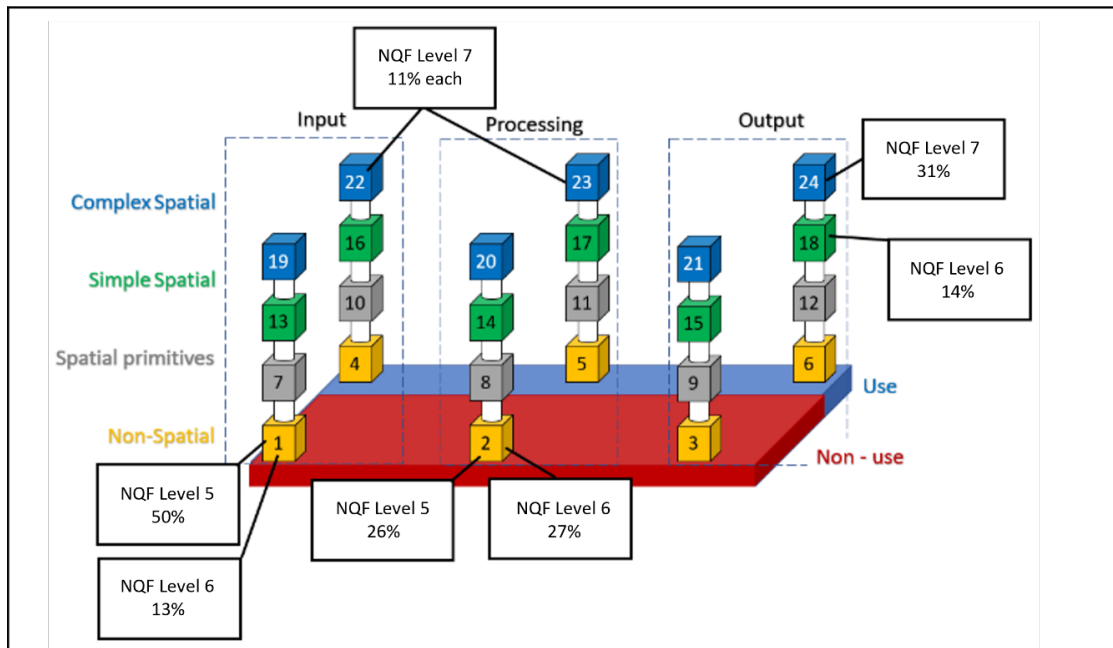 NQF Level 7
11% each
Input
Processing
Output
NQF Level 7
31%
22
23
24
Complex Spatial
16
17
18
19
20
21
NQF Level 6
14%
Simple Spatial
10
11
12
13
14
15
Spatial primitives
4
5
6
7
8
9
Use
Non-Spatial
1
2
3
Non - use
NQF Level 5
50%
NQF Level 5
26%
NQF Level 6
27%
NQF Level 6
13%